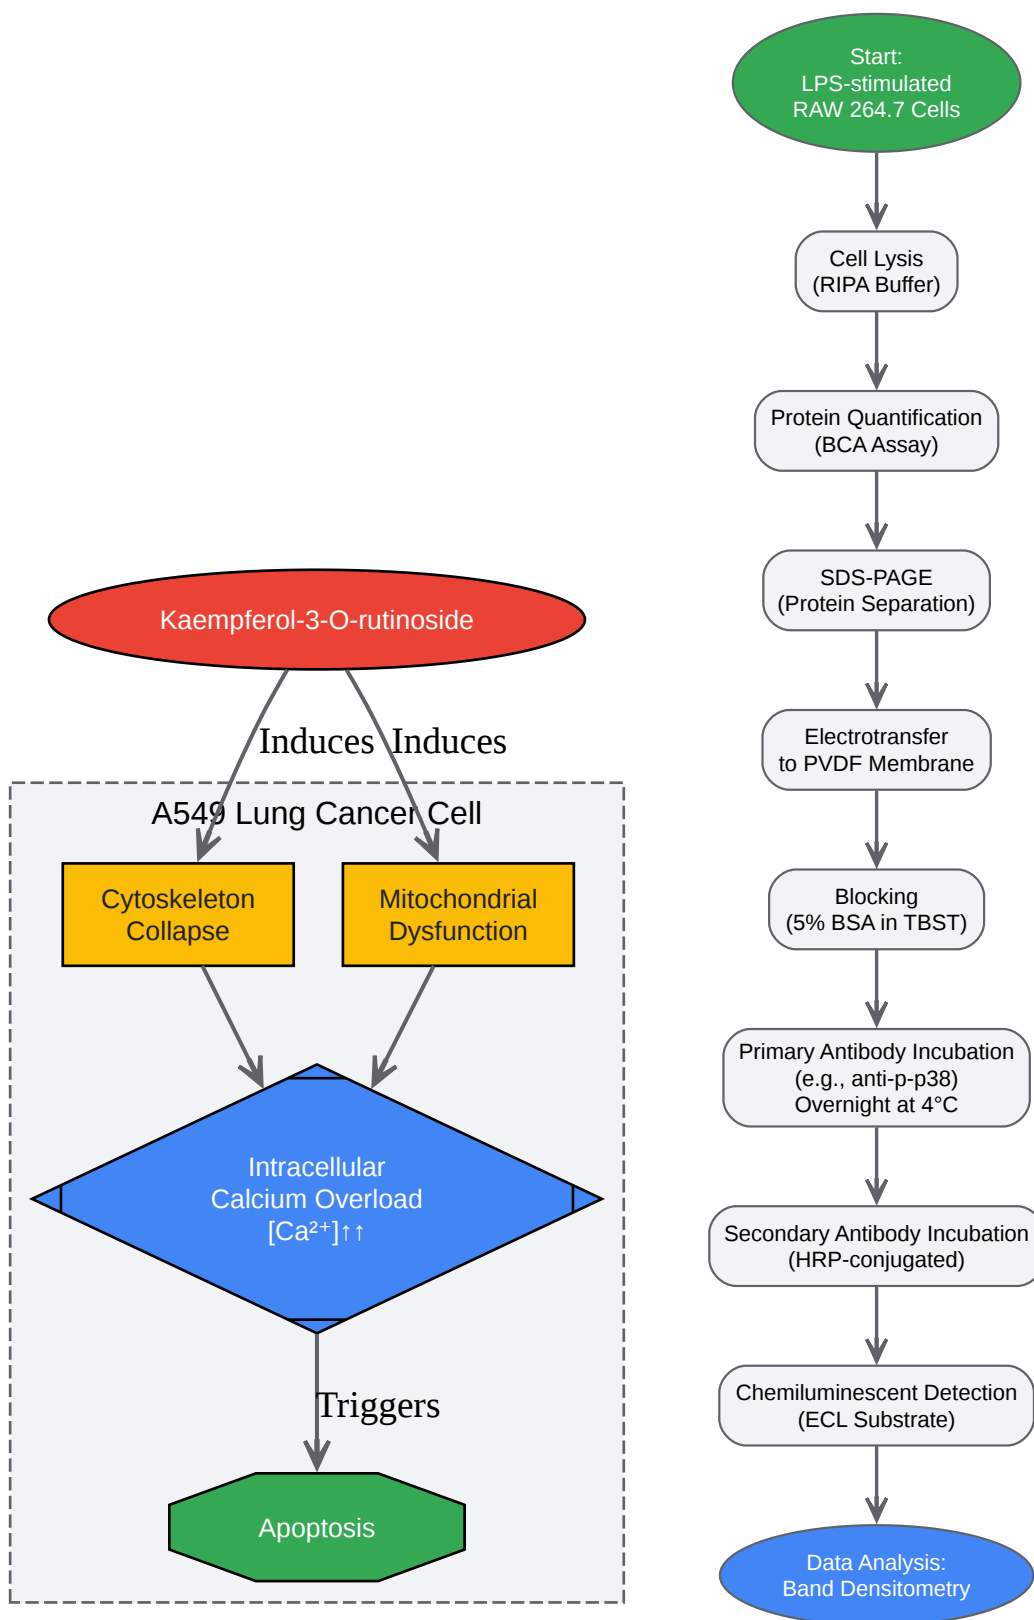 Kaempferol-3-O-rutinoside
Induces
Induces
A549 Lung Cancer Cell
Cytoskeleton
Collapse
Mitochondrial
Dysfunction
Intracellular
Calcium Overload
[Ca²⁺]↑↑
Triggers
Apoptosis
Start:
LPS-stimulated
RAW 264.7 Cells
Cell Lysis
(RIPA Buffer)
Protein Quantification
(BCA Assay)
SDS-PAGE
(Protein Separation)
Electrotransfer
to PVDF Membrane
Blocking
(5% BSA in TBST)
Primary Antibody Incubation
(e.g., anti-p-p38)
Overnight at 4°C
Secondary Antibody Incubation
(HRP-conjugated)
Chemiluminescent Detection
(ECL Substrate)
Data Analysis:
Band Densitometry